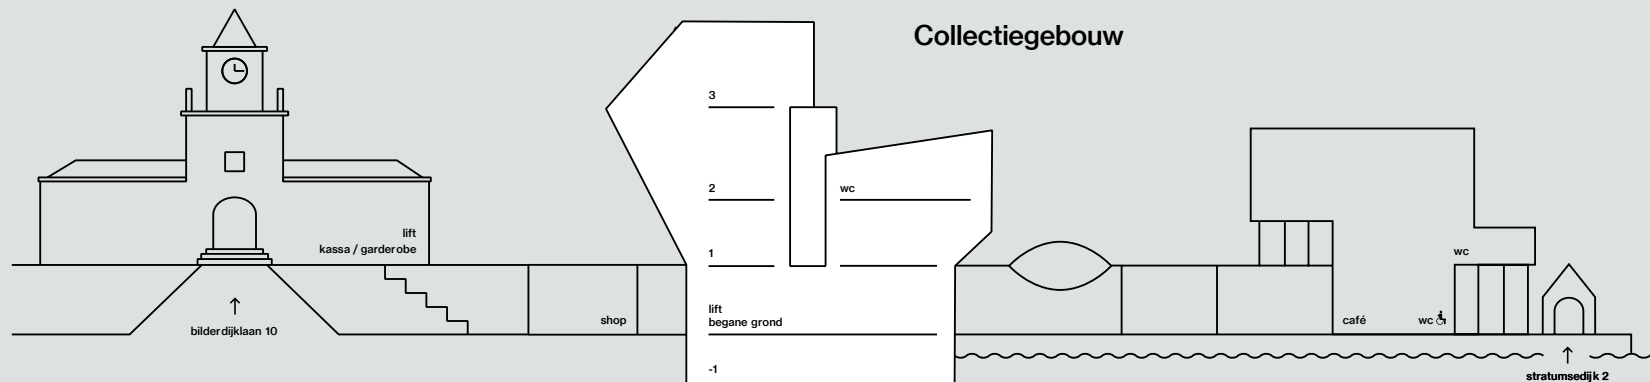 Collectiegebouw
3
2
wc
1
lift
kassa / garderobe
wc
lift
begane grond
shop
café
wc
bilderdijklaan 10
-1
stratumsedijk 2